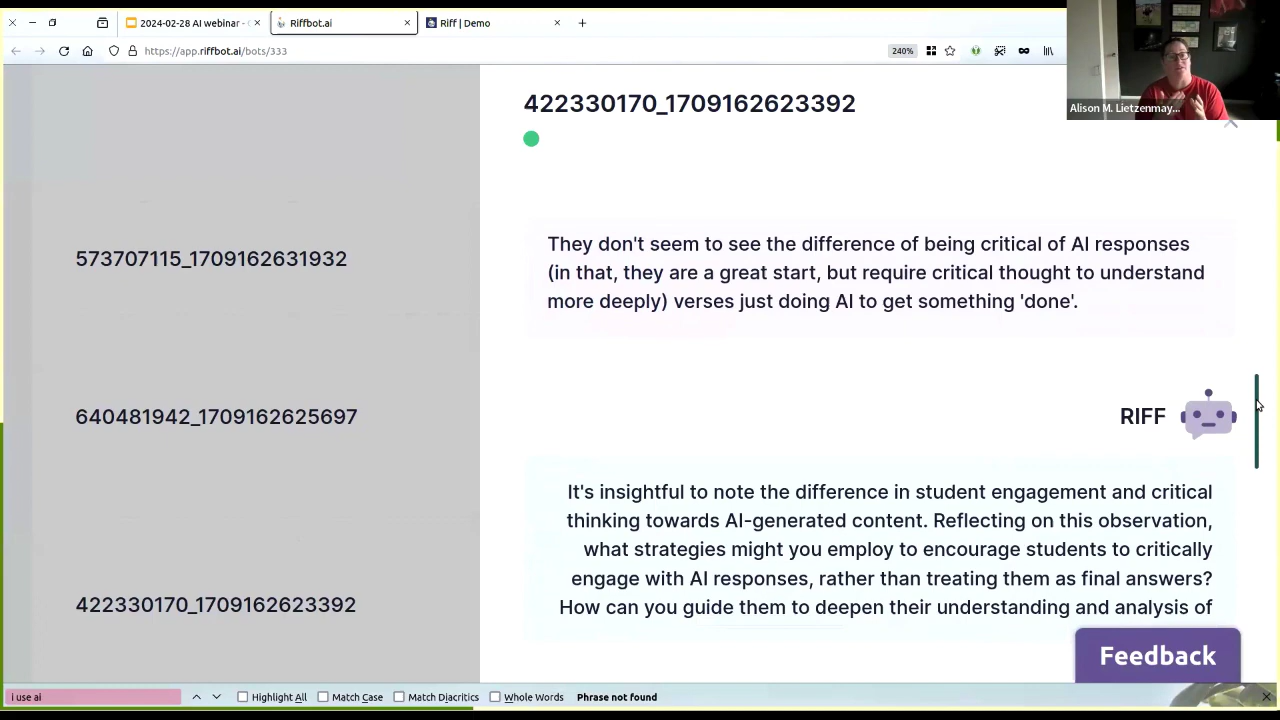 2024-02-28 AI webinar -
Riffbot.ai
Riff | Demo
https://app.riffbot.ai/bots/333
240%
Alison M. Lietzenmay...
422330170_1709162623392
573707115_1709162631932
640481942_1709162625697
422330170_1709162623392
They don't seem to see the difference of being critical of AI responses
(in that, they are a great start, but require critical thought to understand
more deeply) verses just doing AI to get something 'done'.
RIFF
It's insightful to note the difference in student engagement and critical
thinking towards AI-generated content. Reflecting on this observation,
what strategies might you employ to encourage students to critically
engage with AI responses, rather than treating them as final answers?
How can you guide them to deepen their understanding and analysis of
Feedback
i use ai
Highlight All
Match Case
Match Diacritics
Whole Words
Phrase not found